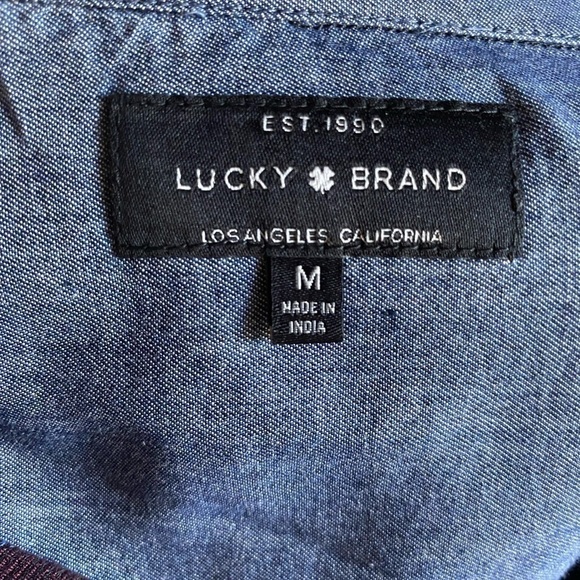 EST. 1990
LUCKY BRAND
LOS ANGELES, CALIFORNIA
M
MADE IN
INDIA